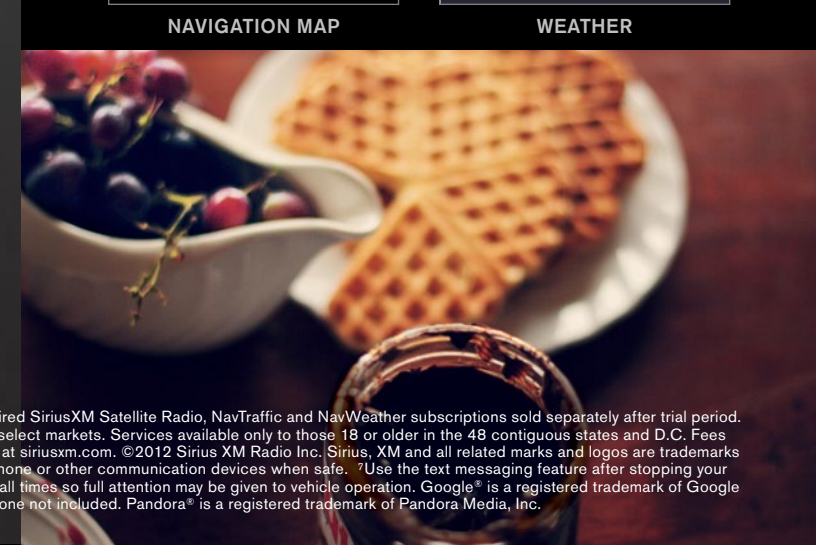 NAVIGATION MAP WEATHER
ired SiriusXM Satellite Radio, NavTraffic and NavWeather subscriptions sold separately after trial period.
select markets. Services available only to those 18 or older in the 48 contiguous states and D.C. Fees
at siriusxm.com. ©2012 Sirius XM Radio Inc. Sirius, XM and all related marks and logos are trademarks
hone or other communication devices when safe. ⁷Use the text messaging feature after stopping your
all times so full attention may be given to vehicle operation. Google® is a registered trademark of Google
one not included. Pandora® is a registered trademark of Pandora Media, Inc.